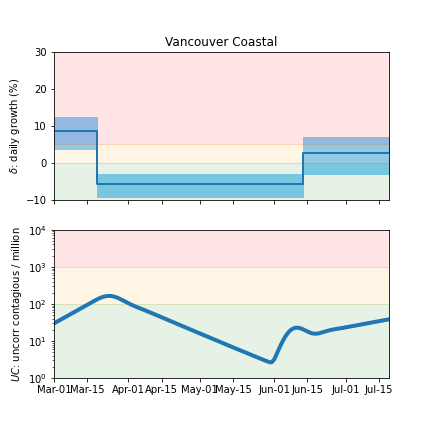 Vancouver Coastal
δ: daily growth (%)
30
20
10
0
−10
UC: uncorr contagious / million
10⁴
10³
10²
10¹
10⁰
Mar-01 Mar-15 Apr-01 Apr-15 May-01 May-15 Jun-01 Jun-15 Jul-01 Jul-15